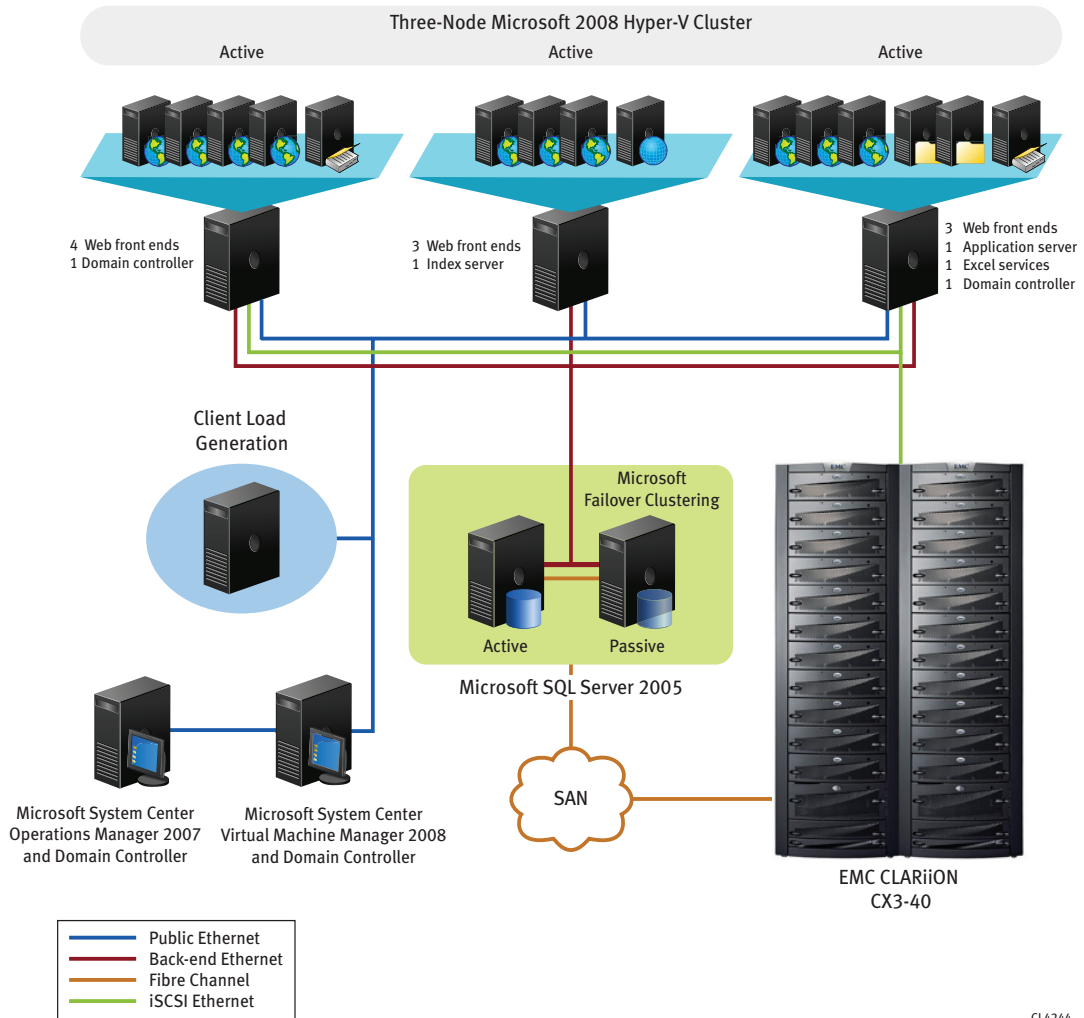 Three-Node Microsoft 2008 Hyper-V Cluster
Active
Active
Active
4 Web front ends
1 Domain controller
3 Web front ends
1 Index server
3 Web front ends
1 Application server
1 Excel services
1 Domain controller
Client Load
Generation
Microsoft
Failover Clustering
Active
Passive
Microsoft SQL Server 2005
EMC
EMC
SAN
Microsoft System Center
Operations Manager 2007
and Domain Controller
Microsoft System Center
Virtual Machine Manager 2008
and Domain Controller
EMC CLARiiON
CX3-40
Public Ethernet
Back-end Ethernet
Fibre Channel
iSCSI Ethernet